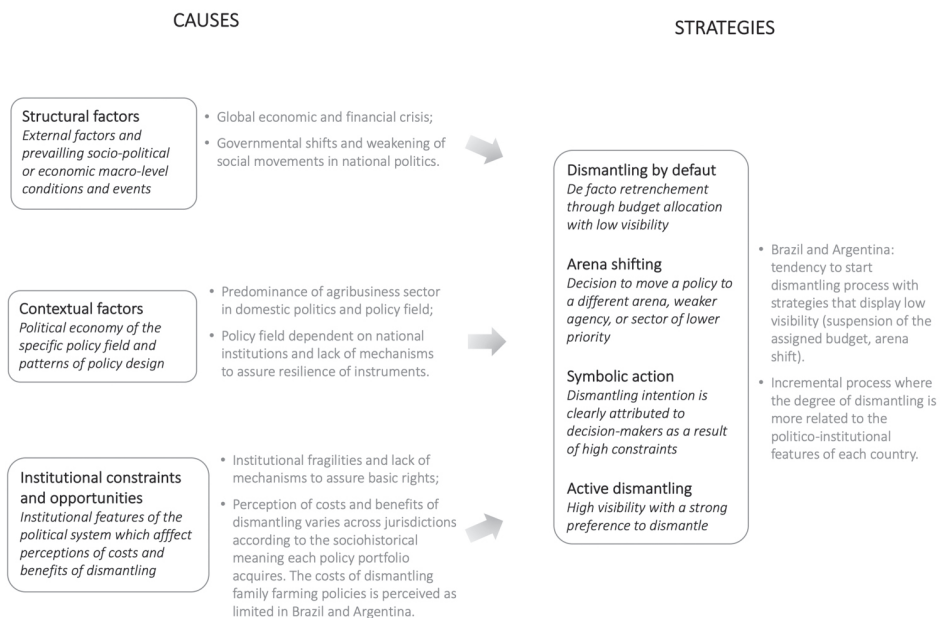 CAUSES
STRATEGIES
Structural factors
External factors and
prevailling socio-political
or economic macro-level
conditions and events
• Global economic and financial crisis;
• Governmental shifts and weakening of
social movements in national politics.
Contextual factors
Political economy of the
specific policy field and
patterns of policy design
• Predominance of agribusiness sector
in domestic politics and policy field;
• Policy field dependent on national
institutions and lack of mechanisms
to assure resilience of instruments.
Institutional constraints
and opportunities
Institutional features of the
political system which afffect
perceptions of costs and
benefits of dismantling
• Institutional fragilities and lack of
mechanisms to assure basic rights;
• Perception of costs and benefits of
dismantling varies across jurisdictions
according to the sociohistorical
meaning each policy portfolio
acquires. The costs of dismantling
family farming policies is perceived as
limited in Brazil and Argentina.
Dismantling by defaut
De facto retrenchement
through budget allocation
with low visibility
Arena shifting
Decision to move a policy to
a different arena, weaker
agency, or sector of lower
priority
Symbolic action
Dismantling intention is
clearly attributed to
decision-makers as a result
of high constraints
Active dismantling
High visibility with a strong
preference to dismantle
• Brazil and Argentina:
tendency to start
dismantling process with
strategies that display low
visibility (suspension of the
assigned budget, arena
shift).
• Incremental process where
the degree of dismantling is
more related to the
politico-institutional
features of each country.